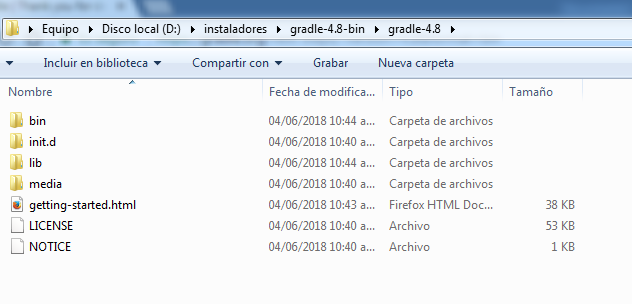 Equipo ▸ Disco local (D:) ▸ instaladores ▸ gradle-4.8-bin ▸ gradle-4.8 ▸
Incluir en biblioteca Compartir con Grabar Nueva carpeta
Nombre Fecha de modifica... Tipo Tamaño
bin 04/06/2018 10:44 a... Carpeta de archivos
init.d 04/06/2018 10:40 a... Carpeta de archivos
lib 04/06/2018 10:44 a... Carpeta de archivos
media 04/06/2018 10:40 a... Carpeta de archivos
getting-started.html 04/06/2018 10:43 a... Firefox HTML Doc... 38 KB
LICENSE 04/06/2018 10:40 a... Archivo 53 KB
NOTICE 04/06/2018 10:40 a... Archivo 1 KB